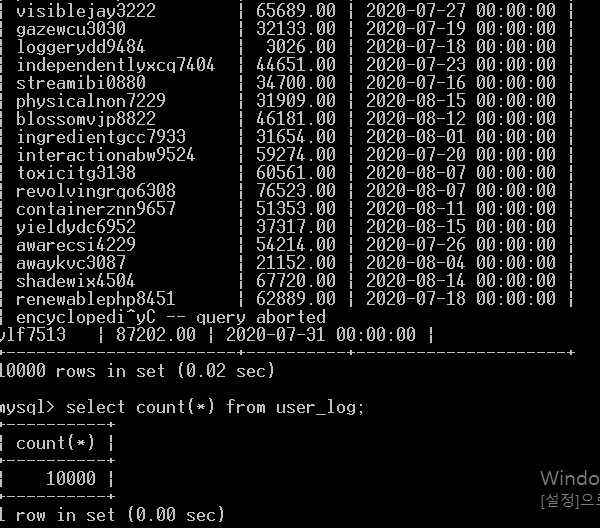 | visiblejay3222 | 65689.00 | 2020-07-27 00:00:00 |
| gazewcu3030 | 32133.00 | 2020-07-19 00:00:00 |
| loggerydd9484 | 3026.00 | 2020-07-18 00:00:00 |
| independentlyxcq7404 | 44651.00 | 2020-07-23 00:00:00 |
| streamibi0880 | 34700.00 | 2020-07-16 00:00:00 |
| physicalnon7229 | 31909.00 | 2020-08-15 00:00:00 |
| blossomvjp8822 | 46181.00 | 2020-08-12 00:00:00 |
| ingredientgcc7933 | 31654.00 | 2020-08-01 00:00:00 |
| interactionabw9524 | 59274.00 | 2020-07-20 00:00:00 |
| toxicitg3138 | 60561.00 | 2020-08-07 00:00:00 |
| revolvingrqo6308 | 76523.00 | 2020-08-07 00:00:00 |
| containerznn9657 | 51353.00 | 2020-08-11 00:00:00 |
| yieldydc6952 | 37317.00 | 2020-08-15 00:00:00 |
| awarecsi4229 | 54214.00 | 2020-07-26 00:00:00 |
| awaykvc3087 | 21152.00 | 2020-08-04 00:00:00 |
| shadewix4504 | 67720.00 | 2020-08-14 00:00:00 |
| renewablephp8451 | 62889.00 | 2020-07-18 00:00:00 |
| encyclopedi^yC -- query aborted
ylf7513 | 87202.00 | 2020-07-31 00:00:00 |
+----------------------+----------+---------------------+
10000 rows in set (0.02 sec)
mysql> select count(*) from user_log;
+----------+
| count(*) |
+----------+
| 10000 |
+----------+
1 row in set (0.00 sec)
Windo
[설정]으로